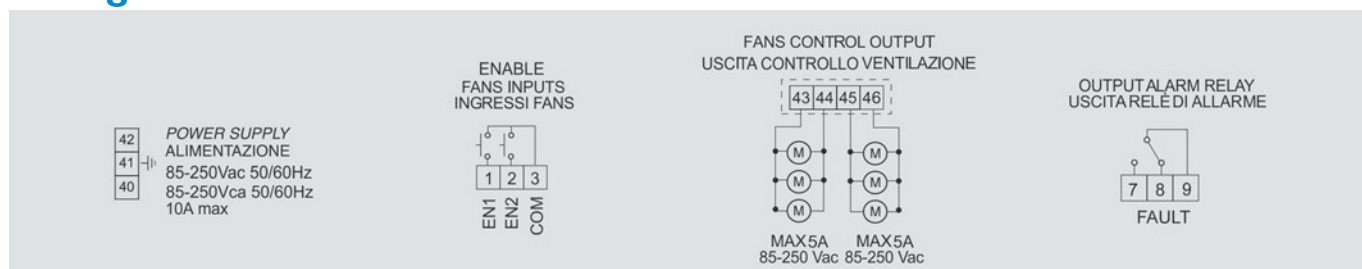 42
41
40
POWER SUPPLY
ALIMENTAZIONE
85-250Vac 50/60Hz
85-250Vca 50/60Hz
10A max
ENABLE
FANS INPUTS
INGRESSI FANS
1 2 3
EN1 EN2 COM
FANS CONTROL OUTPUT
USCITA CONTROLLO VENTILAZIONE
43 44 45 46
M M
M M
M M
MAX 5A MAX 5A
85-250 Vac 85-250 Vac
OUTPUT ALARM RELAY
USCITA RELÈ DI ALLARME
7 8 9
FAULT